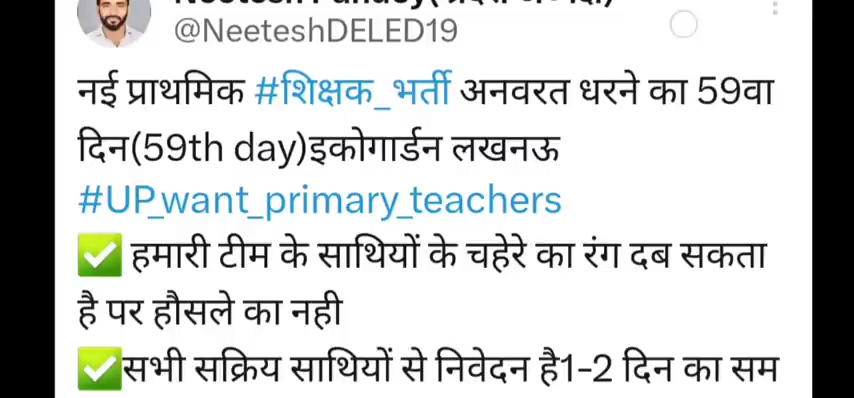 @NeeteshDELED19
नई प्राथमिक #शिक्षक_भर्ती अनवरत धरने का 59वा
दिन(59th day)इकोगार्डन लखनऊ
#UP_want_primary_teachers
✅ हमारी टीम के साथियों के चहेरे का रंग दब सकता
है पर हौसले का नही
✅सभी सक्रिय साथियों से निवेदन है1-2 दिन का सम